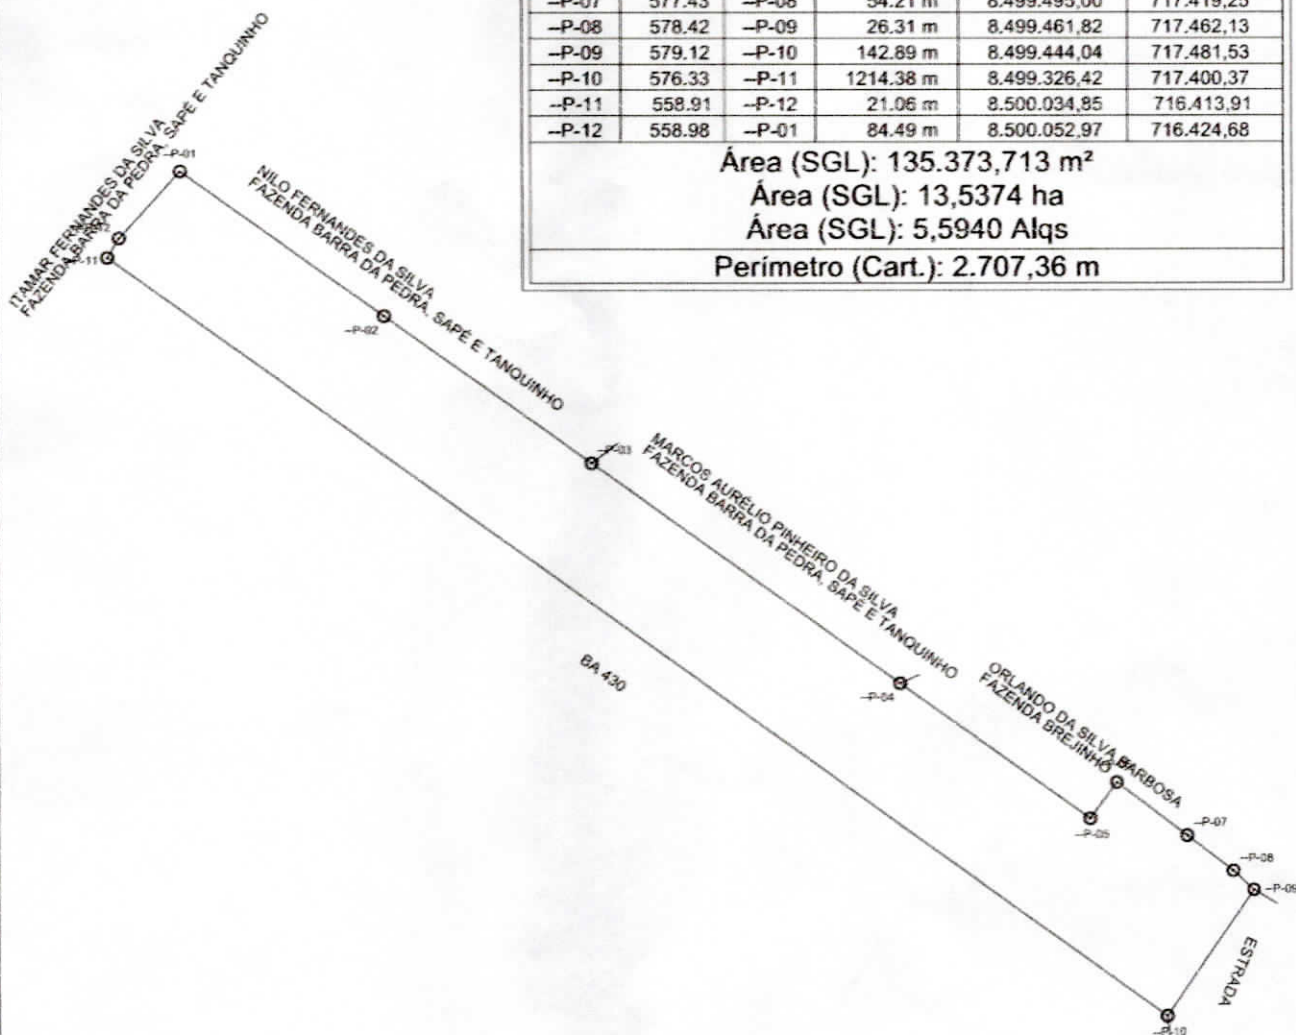 --P-07 577.43 --P-08 54.21 m 8.499.495,00 717.419,25
--P-08 578.42 --P-09 26.31 m 8.499.461,82 717.462,13
--P-09 579.12 --P-10 142.89 m 8.499.444,04 717.481,53
--P-10 576.33 --P-11 1214.38 m 8.499.326,42 717.400,37
--P-11 558.91 --P-12 21.06 m 8.500.034,85 716.413,91
--P-12 558.98 --P-01 84.49 m 8.500.052,97 716.424,68
Área (SGL): 135.373,713 m²
Área (SGL): 13,5374 ha
Área (SGL): 5,5940 Alqs
Perímetro (Cart.): 2.707,36 m
ITAMAR FERNANDES DA SILVA
FAZENDA BARRA DA PEDRA, SAPÉ E TANQUINHO
--P-01
-11
NILO FERNANDES DA SILVA
FAZENDA BARRA DA PEDRA, SAPÉ E TANQUINHO
--P-02
--P-03
MARCOS AURÉLIO PINHEIRO DA SILVA
FAZENDA BARRA DA PEDRA, SAPÉ E TANQUINHO
BA 430
--P-04
ORLANDO DA SILVA BARBOSA
FAZENDA BREJINHO
--P-05
--P-07
--P-08
--P-09
ESTRADA
--P-10